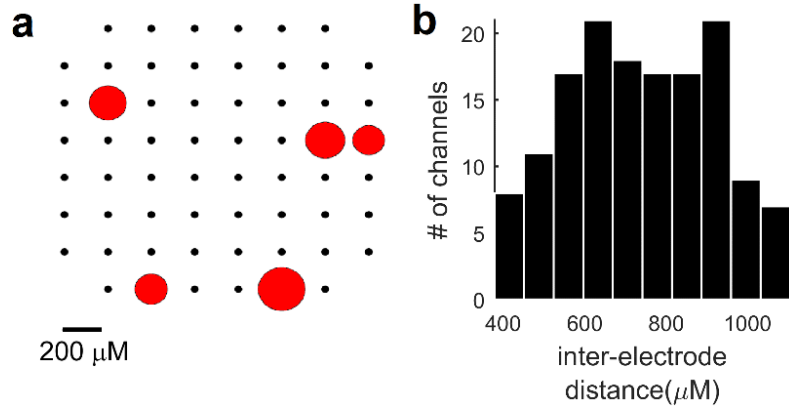 a
200 μM
b
# of channels
20
15
10
5
0
400 600 800 1000
inter-electrode
distance(μM)